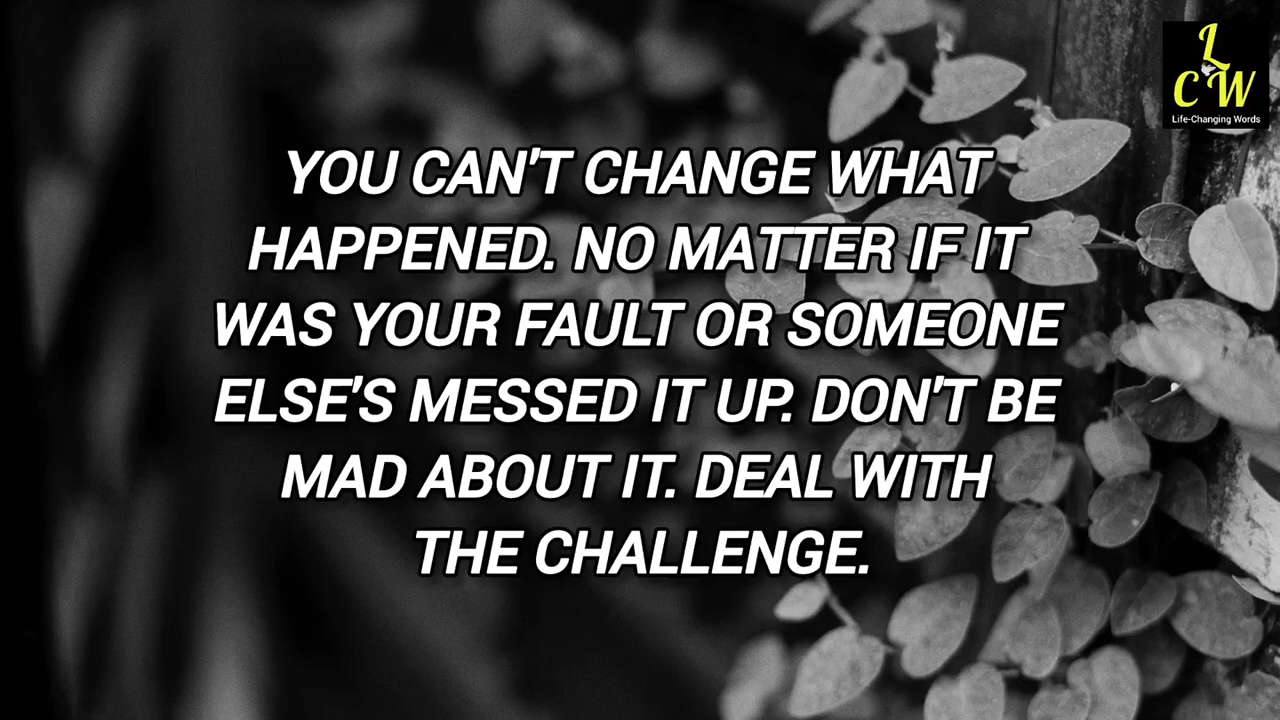 L
C W
Life-Changing Words
YOU CAN'T CHANGE WHAT
HAPPENED. NO MATTER IF IT
WAS YOUR FAULT OR SOMEONE
ELSE'S MESSED IT UP. DON'T BE
MAD ABOUT IT. DEAL WITH
THE CHALLENGE.